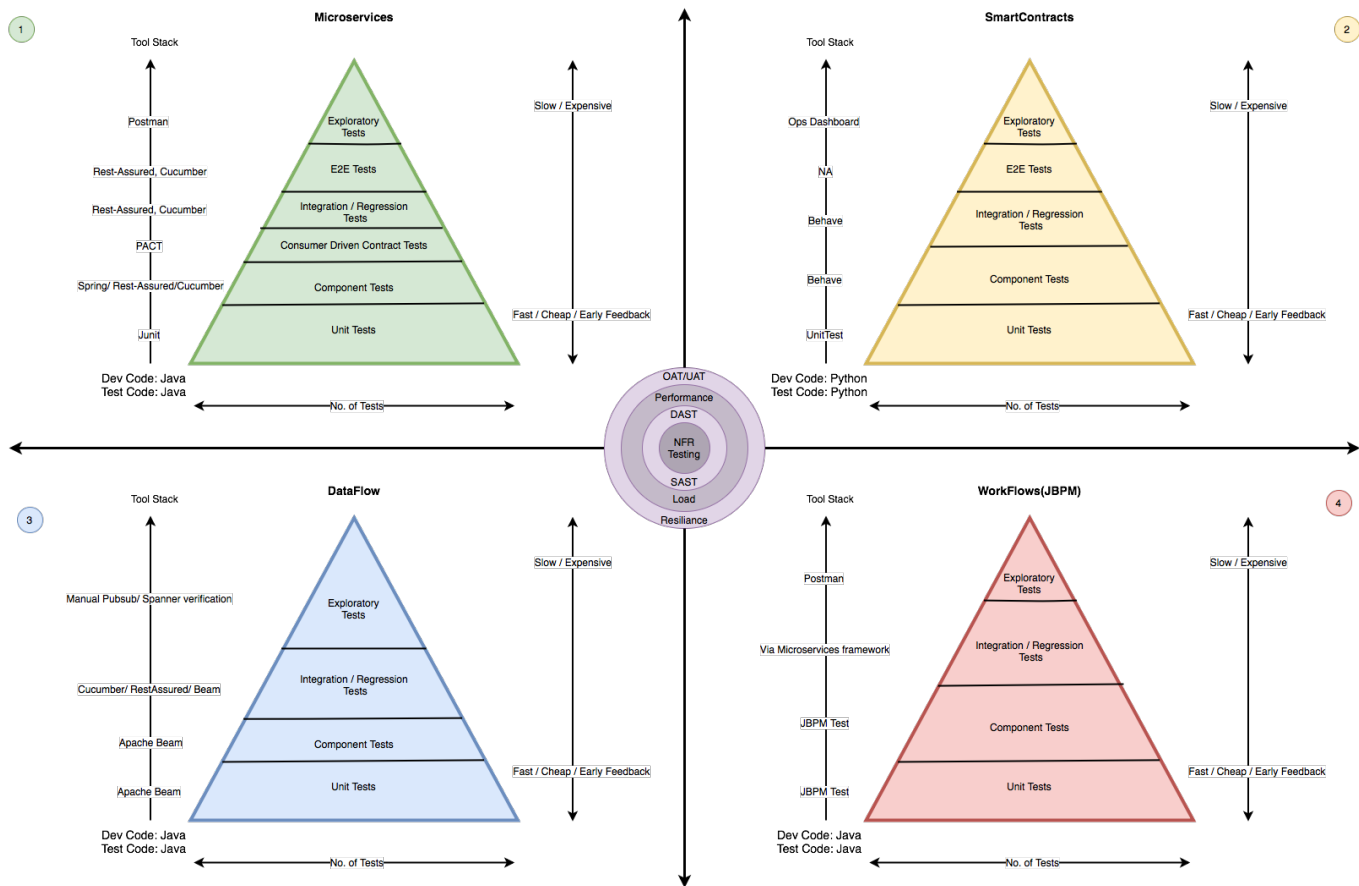 1
Microservices
Tool Stack
Postman
Rest-Assured, Cucumber
Rest-Assured, Cucumber
PACT
Spring/ Rest-Assured/Cucumber
Junit
Dev Code: Java
Test Code: Java
Exploratory
Tests
E2E Tests
Integration / Regression
Tests
Consumer Driven Contract Tests
Component Tests
Unit Tests
No. of Tests
Slow / Expensive
Fast / Cheap / Early Feedback
2
SmartContracts
Tool Stack
Ops Dashboard
NA
Behave
Behave
UnitTest
Dev Code: Python
Test Code: Python
Exploratory
Tests
E2E Tests
Integration / Regression
Tests
Component Tests
Unit Tests
No. of Tests
Slow / Expensive
Fast / Cheap / Early Feedback
OAT/UAT
Performance
DAST
NFR
Testing
SAST
Load
Resiliance
3
DataFlow
Tool Stack
Manual Pubsub/ Spanner verification
Cucumber/ RestAssured/ Beam
Apache Beam
Apache Beam
Dev Code: Java
Test Code: Java
Exploratory
Tests
Integration / Regression
Tests
Component Tests
Unit Tests
No. of Tests
Slow / Expensive
Fast / Cheap / Early Feedback
4
WorkFlows(JBPM)
Tool Stack
Postman
Via Microservices framework
JBPM Test
JBPM Test
Dev Code: Java
Test Code: Java
Exploratory
Tests
Integration / Regression
Tests
Component Tests
Unit Tests
No. of Tests
Slow / Expensive
Fast / Cheap / Early Feedback